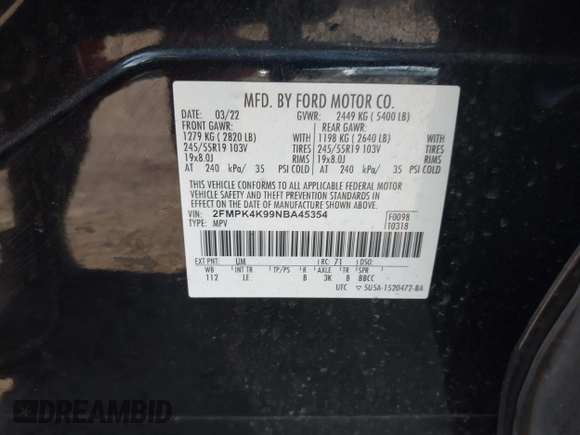 MFD. BY FORD MOTOR CO.
DATE: 03/22 GVWR: 2449 KG ( 5400 LB)
FRONT GAWR: REAR GAWR:
1279 KG ( 2820 LB) WITH 1198 KG ( 2640 LB) WITH
245/55R19 103V TIRES 245/55R19 103V TIRES
19x8.0J RIMS 19x8.0J RIMS
AT 240 kPa/ 35 PSI COLD AT 240 kPa/ 35 PSI COLD
THIS VEHICLE CONFORMS TO ALL APPLICABLE FEDERAL MOTOR
VEHICLE SAFETY AND THEFT PREVENTION STANDARDS IN
EFFECT ON THE DATE OF MANUFACTURE SHOWN ABOVE.
VIN: 2FMPK4K99NBA45354 F0098
TYPE: MPV T0318
EXT PNT: UM RC: 71 DSO:
WB INT TR TP/PS R AXLE TR SPR
112 LE B 3K 8 BBCC
UTC ▽ 5U5A-1520472-BA
DREAMBID